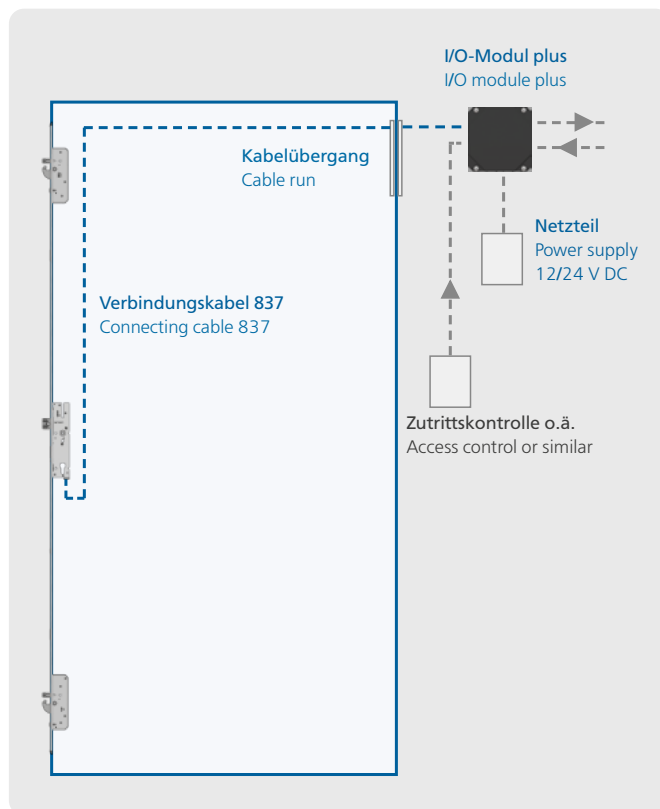 I/O-Modul plus
I/O module plus
Kabelübergang
Cable run
Netzteil
Power supply
12/24 V DC
Verbindungskabel 837
Connecting cable 837
Zutrittskontrolle o.ä.
Access control or similar